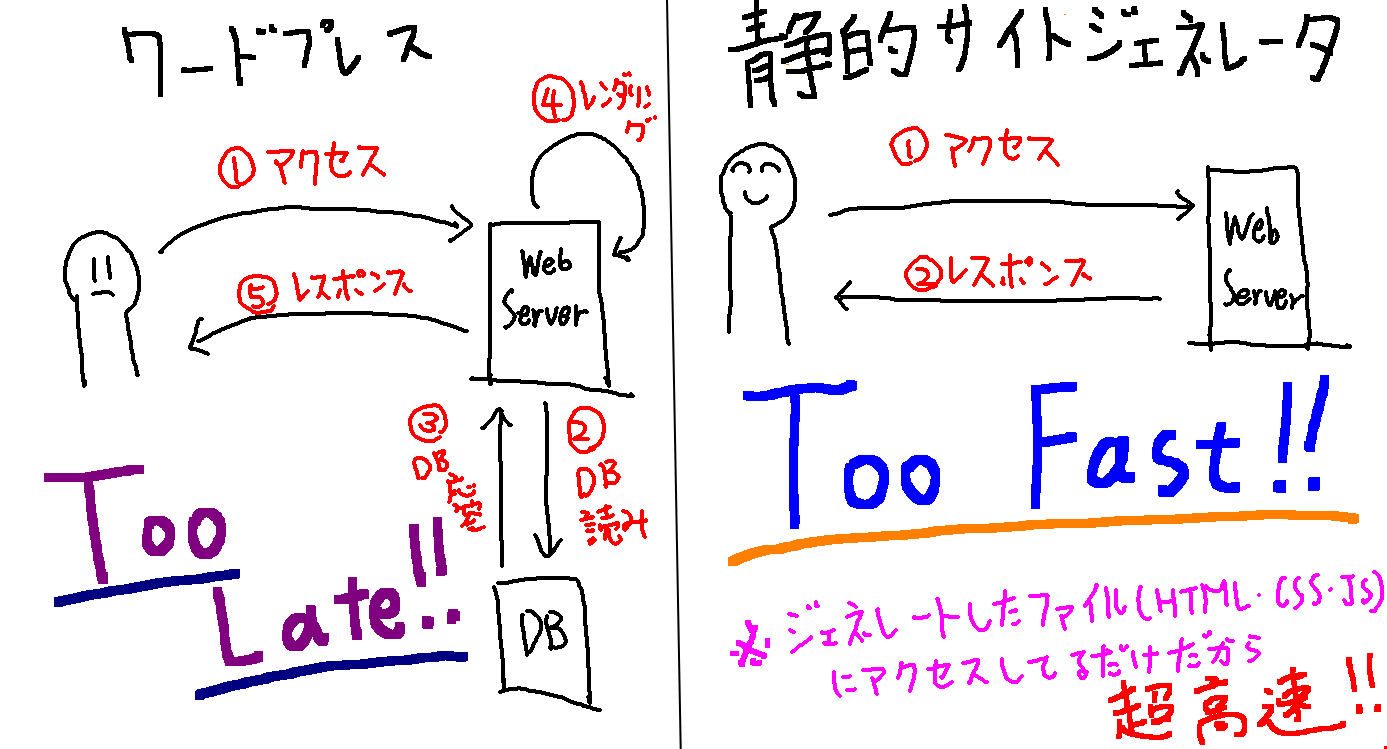 ワードプレス
④レンダリン
グ
①アクセス
⑤レスポンス
Web
Server
③
DB
応答
②
DB
読み
DB
Too
Late!!
静的サイトジェネレータ
①アクセス
②レスポンス
Web
Server
Too Fast!!
※ジェネレートしたファイル(HTML・CSS・JS)
にアクセスしてるだけだから
超高速!!